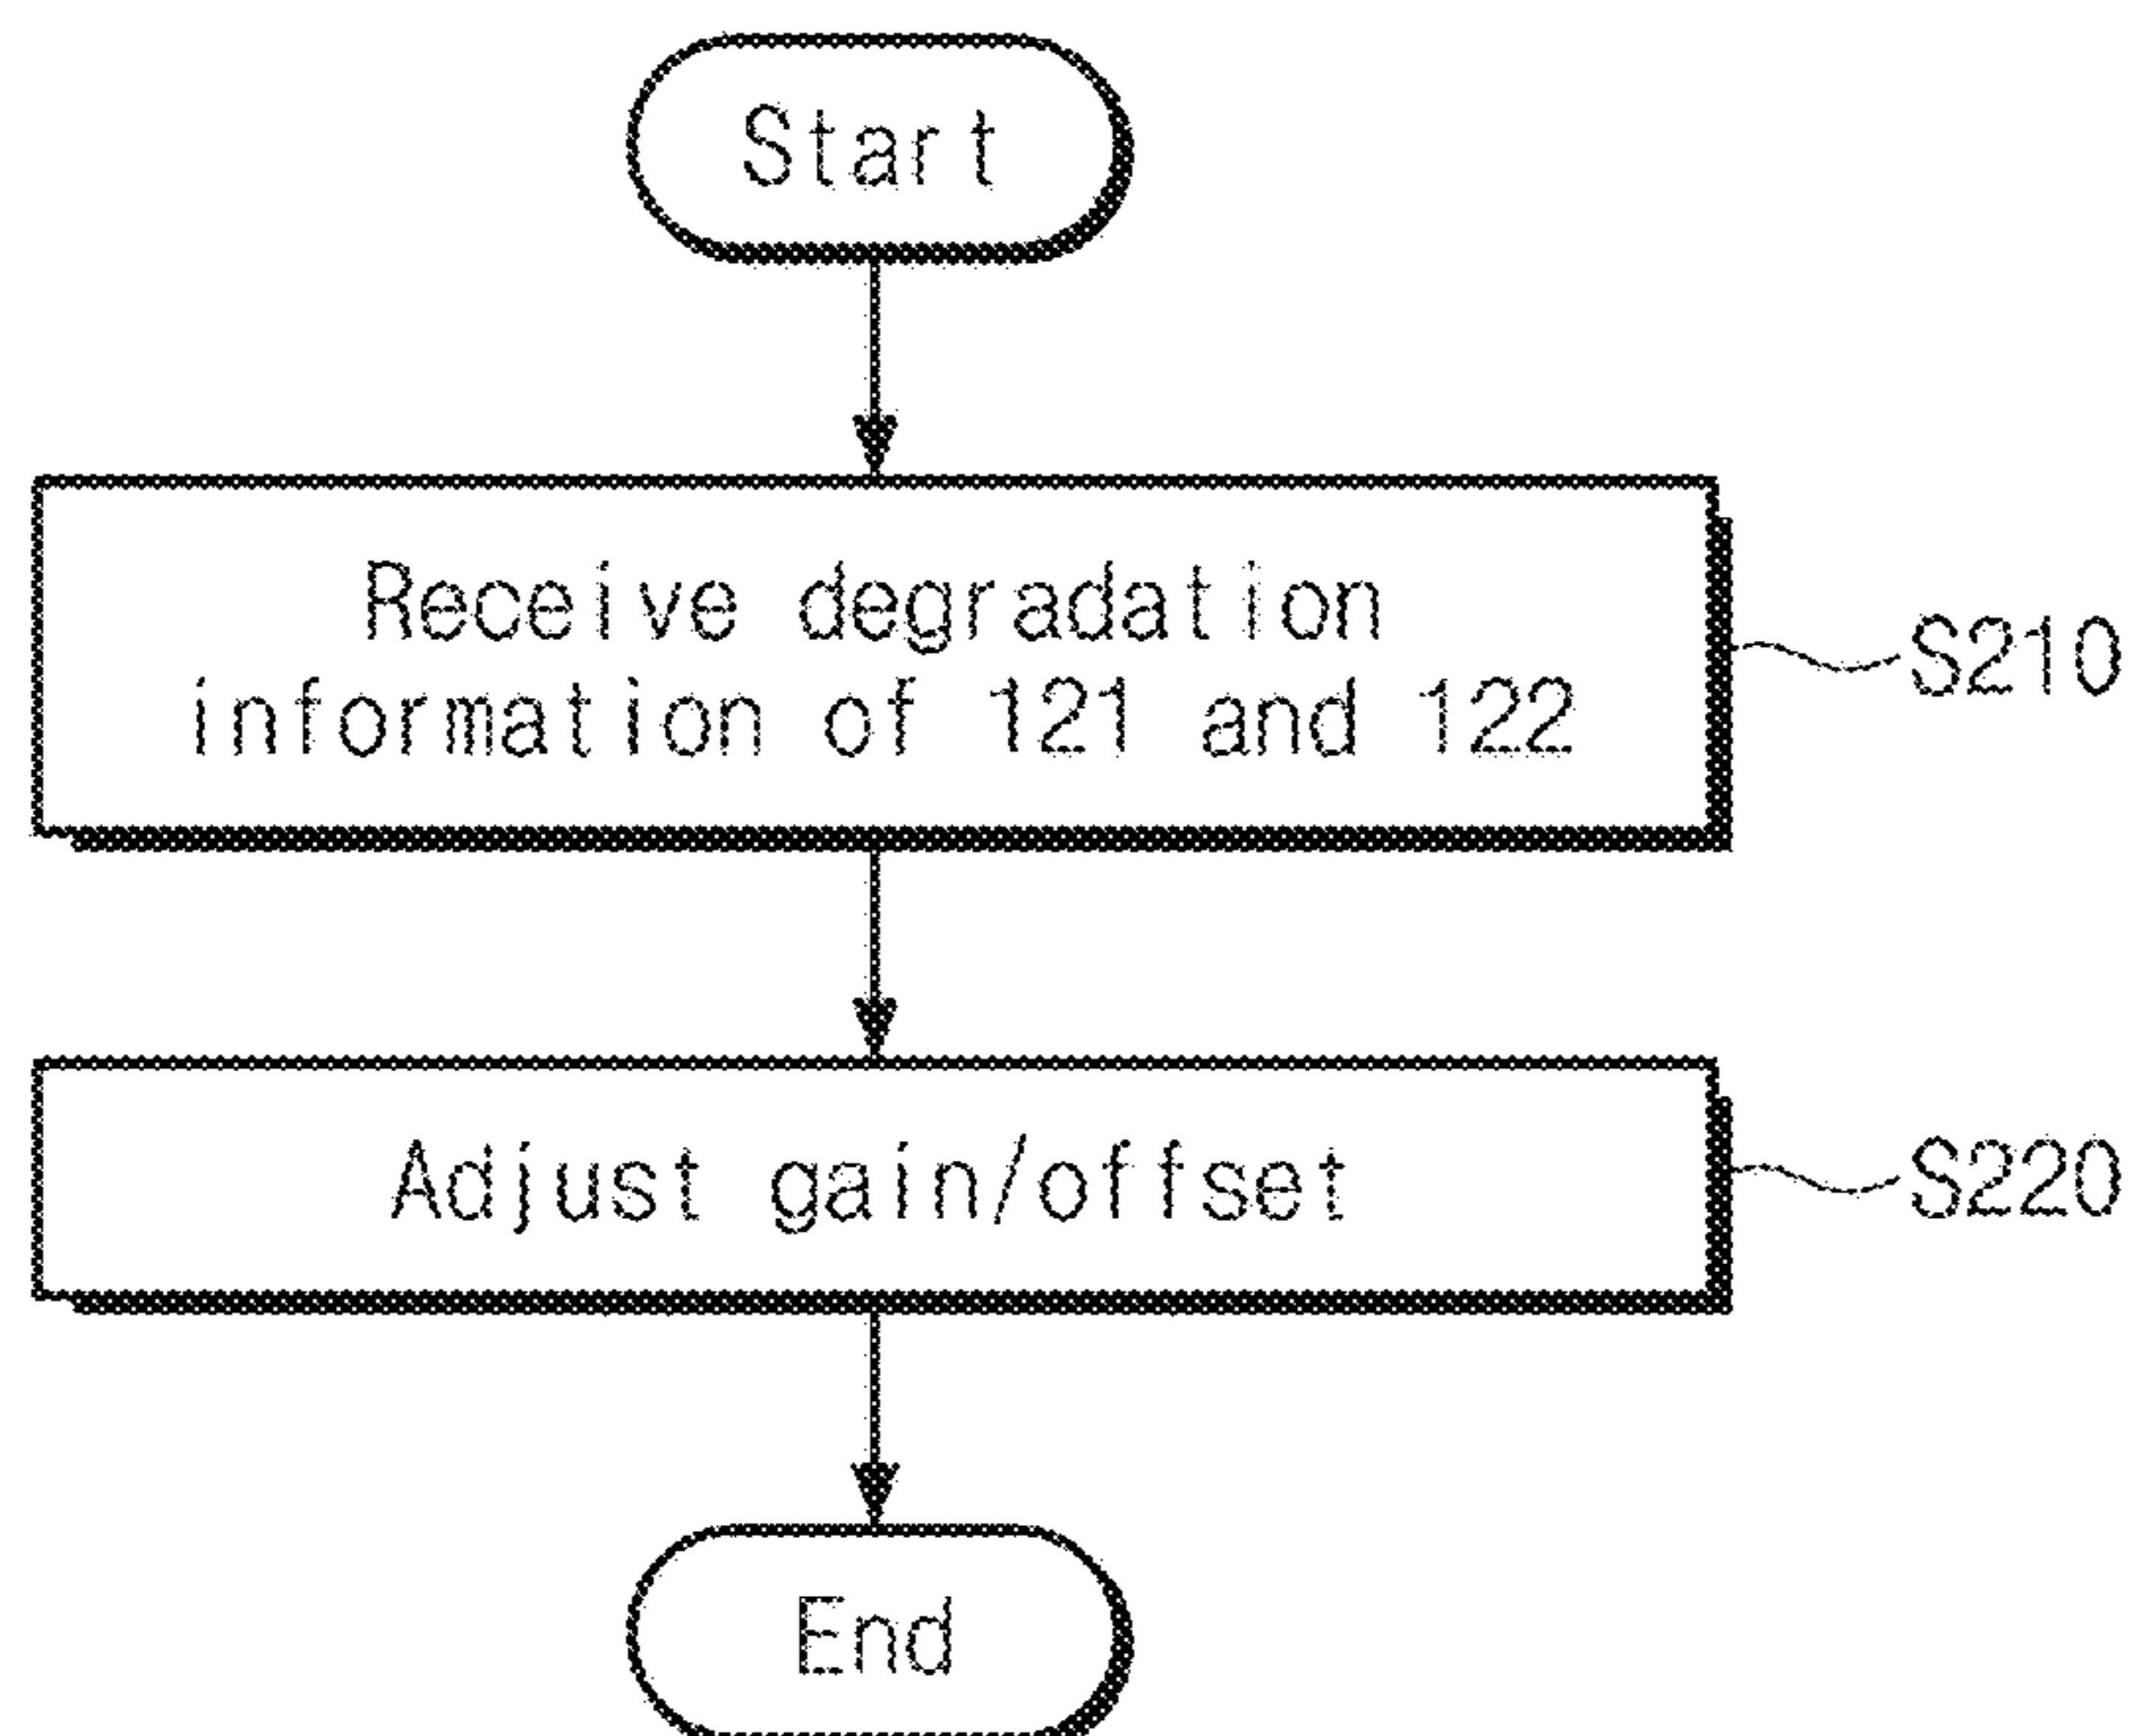 Start
Receive degradation
information of 121 and 122
S210
Adjust gain/offset
S220
End